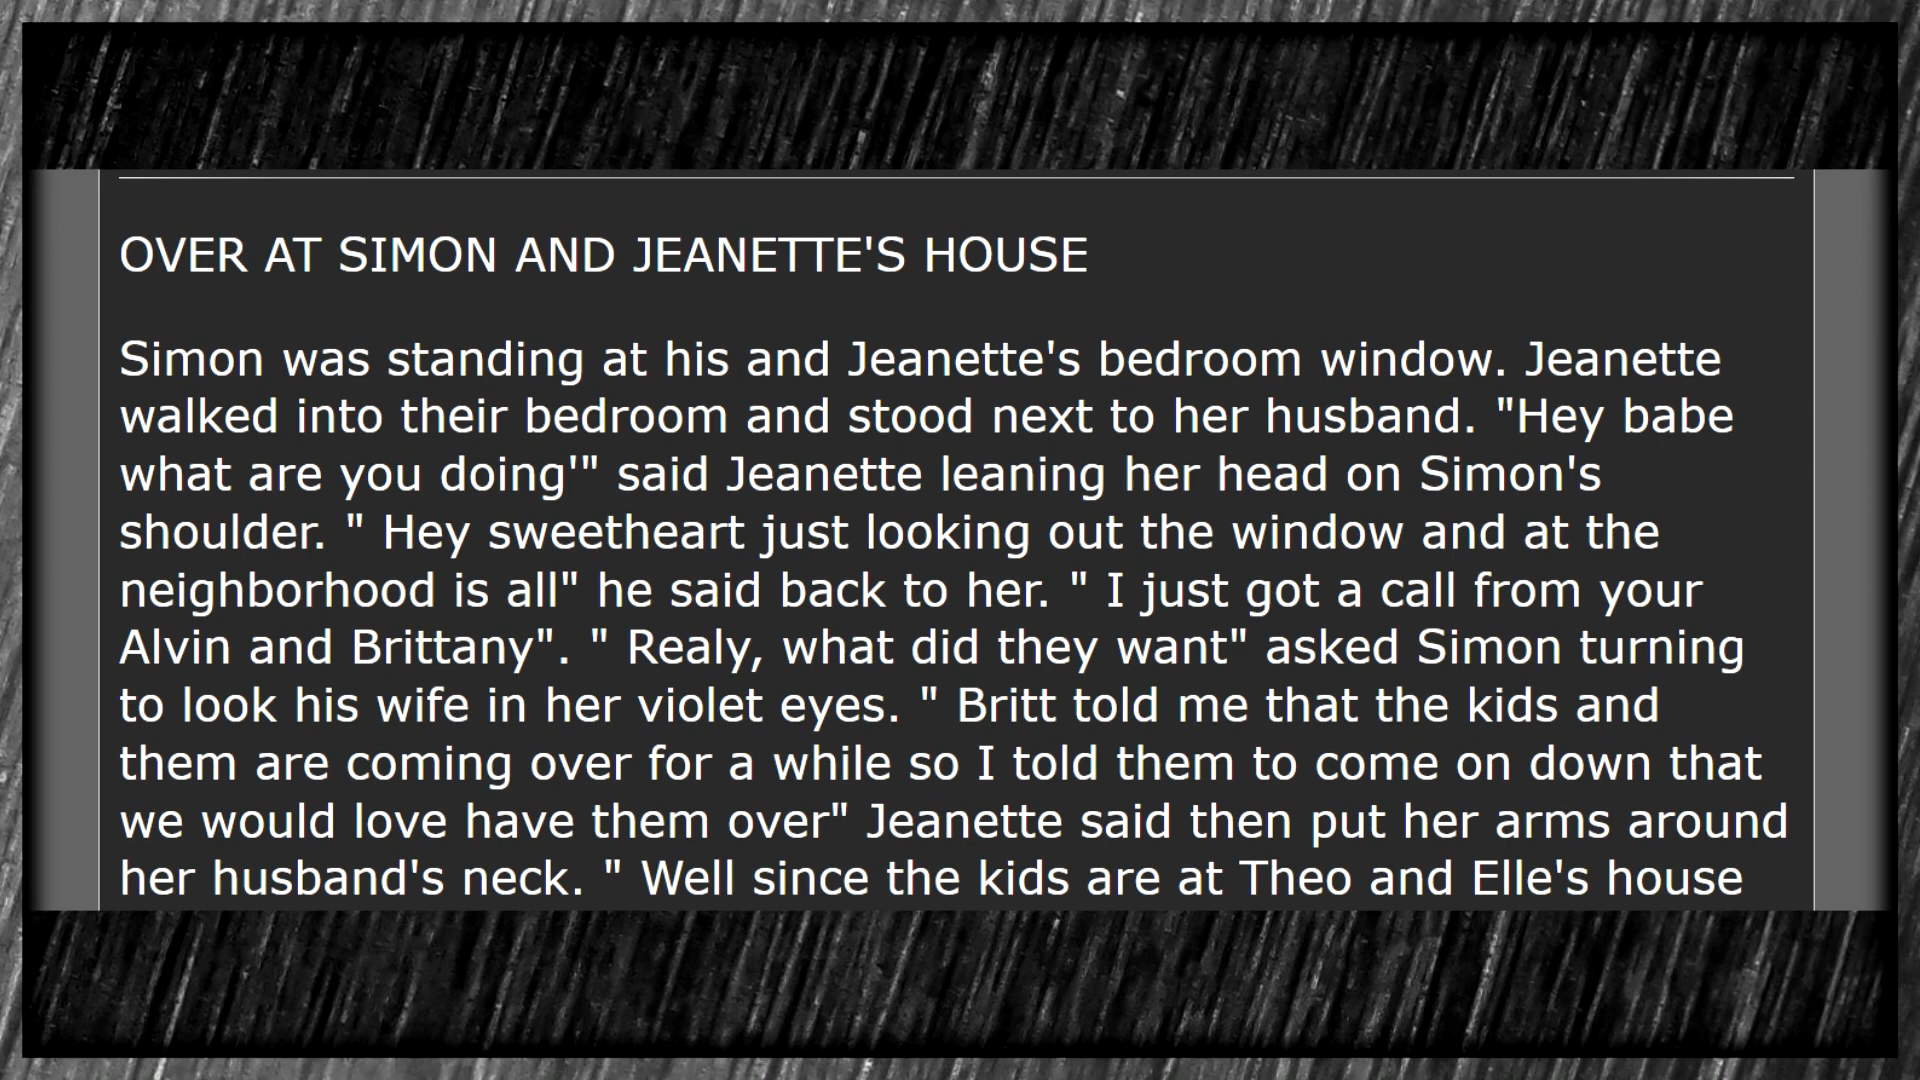 OVER AT SIMON AND JEANETTE'S HOUSE
Simon was standing at his and Jeanette's bedroom window. Jeanette
walked into their bedroom and stood next to her husband. "Hey babe
what are you doing'" said Jeanette leaning her head on Simon's
shoulder. " Hey sweetheart just looking out the window and at the
neighborhood is all" he said back to her. " I just got a call from your
Alvin and Brittany". " Realy, what did they want" asked Simon turning
to look his wife in her violet eyes. " Britt told me that the kids and
them are coming over for a while so I told them to come on down that
we would love have them over" Jeanette said then put her arms around
her husband's neck. " Well since the kids are at Theo and Elle's house